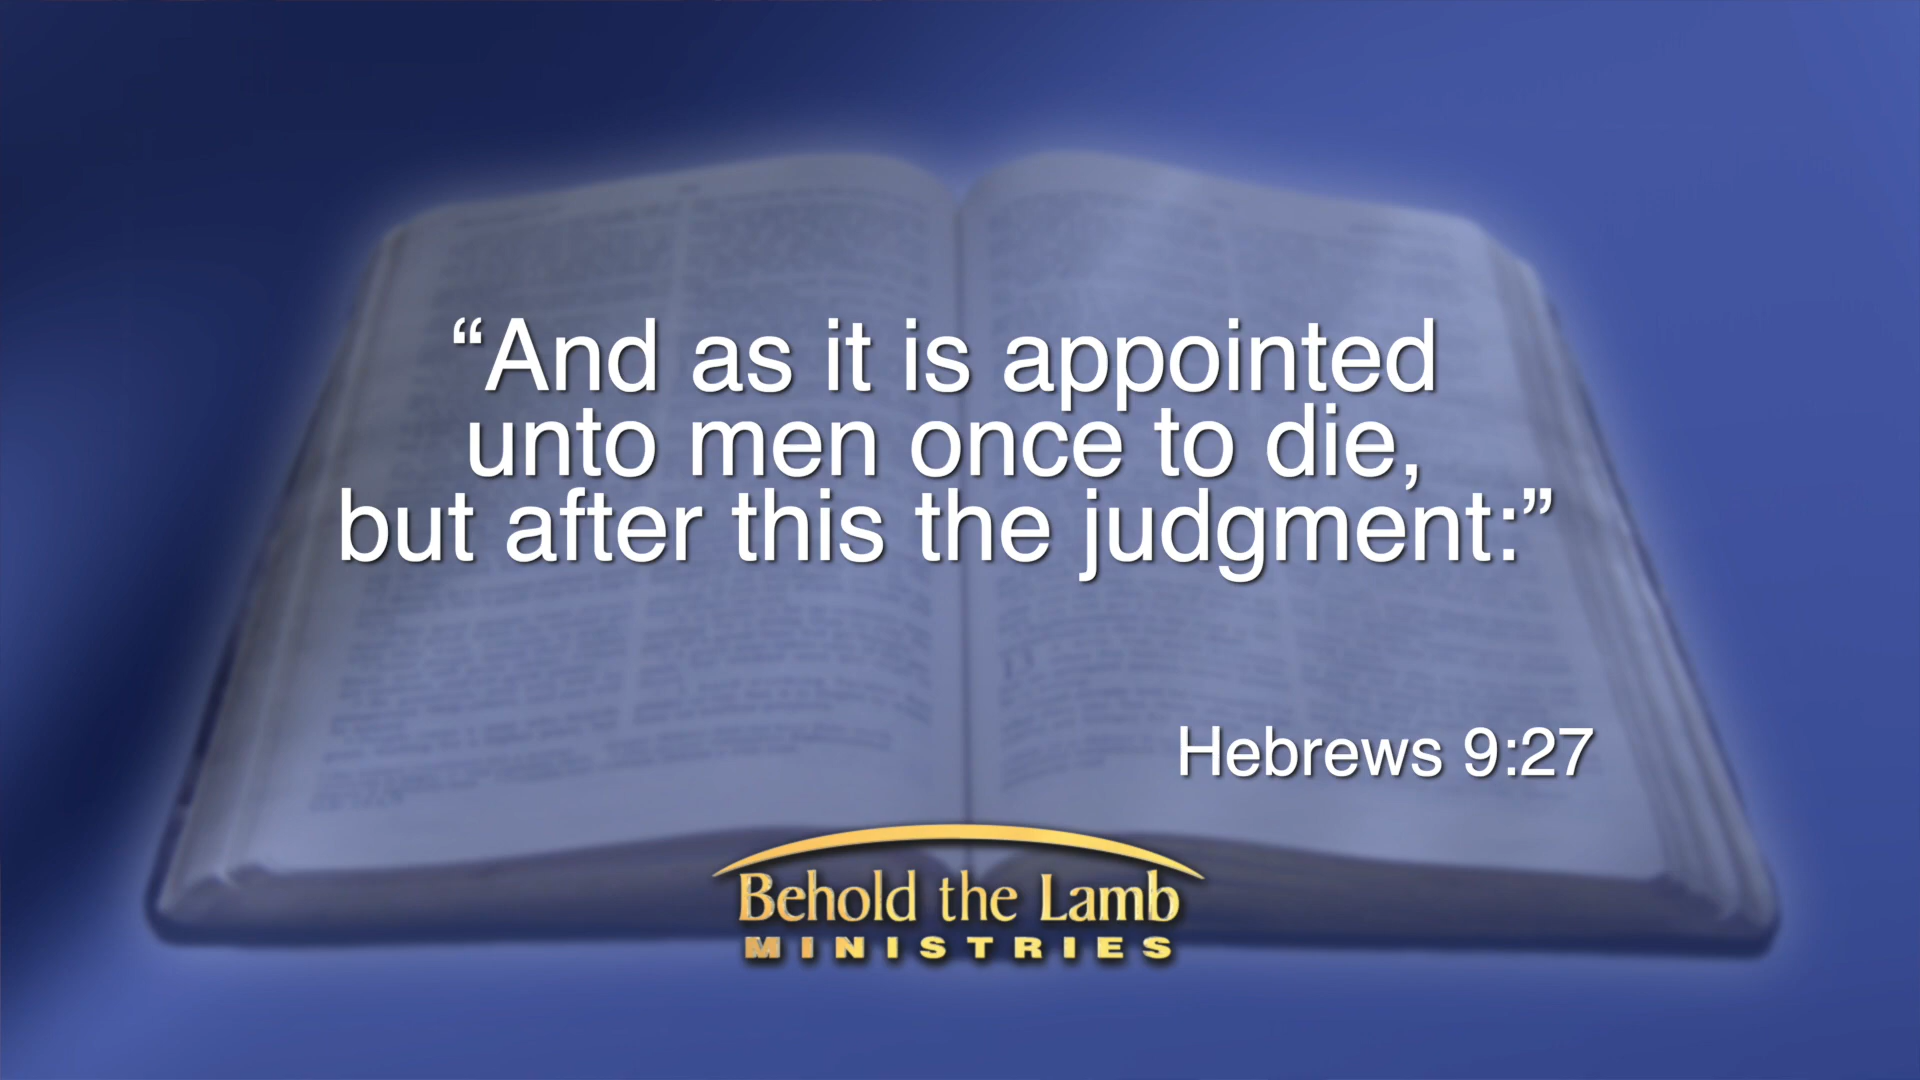 “And as it is appointed
unto men once to die,
but after this the judgment:”
Hebrews 9:27
Behold the Lamb
MINISTRIES